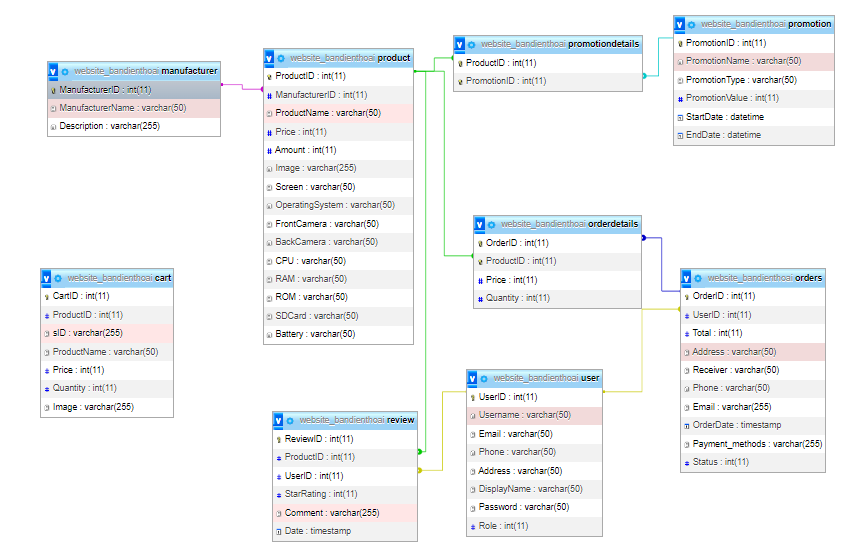 website_bandienthoai manufacturer
ManufacturerID : int(11)
ManufacturerName : varchar(50)
Description : varchar(255)
website_bandienthoai product
ProductID : int(11)
ManufacturerID : int(11)
ProductName : varchar(50)
Price : int(11)
Amount : int(11)
Image : varchar(255)
Screen : varchar(50)
OperatingSystem : varchar(50)
FrontCamera : varchar(50)
BackCamera : varchar(50)
CPU : varchar(50)
RAM : varchar(50)
ROM : varchar(50)
SDCard : varchar(50)
Battery : varchar(50)
website_bandienthoai promotiondetails
ProductID : int(11)
PromotionID : int(11)
website_bandienthoai promotion
PromotionID : int(11)
PromotionName : varchar(50)
PromotionType : varchar(50)
PromotionValue : int(11)
StartDate : datetime
EndDate : datetime
website_bandienthoai orderdetails
OrderID : int(11)
ProductID : int(11)
Price : int(11)
Quantity : int(11)
website_bandienthoai cart
CartID : int(11)
ProductID : int(11)
sID : varchar(255)
ProductName : varchar(50)
Price : int(11)
Quantity : int(11)
Image : varchar(255)
website_bandienthoai orders
OrderID : int(11)
UserID : int(11)
Total : int(11)
Address : varchar(50)
Receiver : varchar(50)
Phone : varchar(50)
Email : varchar(255)
OrderDate : timestamp
Payment_methods : varchar(255)
Status : int(11)
website_bandienthoai user
UserID : int(11)
Username : varchar(50)
Email : varchar(50)
Phone : varchar(50)
Address : varchar(50)
DisplayName : varchar(50)
Password : varchar(50)
Role : int(11)
website_bandienthoai review
ReviewID : int(11)
ProductID : int(11)
UserID : int(11)
StarRating : int(11)
Comment : varchar(255)
Date : timestamp